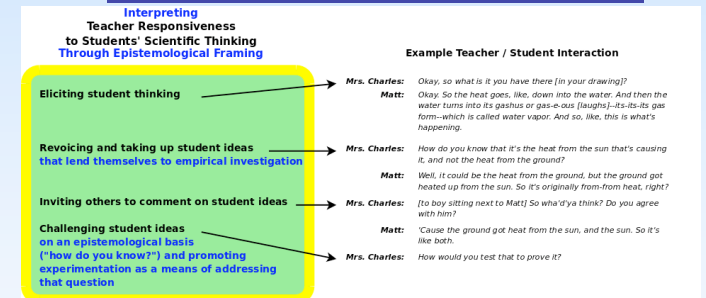 Interpreting
Teacher Responsiveness
to Students' Scientific Thinking
Through Epistemological Framing
Eliciting student thinking
Revoicing and taking up student ideas
that lend themselves to empirical investigation
Inviting others to comment on student ideas
Challenging student ideas
on an epistemological basis
("how do you know?") and promoting
experimentation as a means of addressing
that question
Example Teacher / Student Interaction
Mrs. Charles: Okay, so what is it you have there [in your drawing]?
Matt: Okay. So the heat goes, like, down into the water. And then the
water turns into its gashus or gas-e-ous [laughs]--its-its-its gas
form--which is called water vapor. And so, like, this is what's
happening.
Mrs. Charles: How do you know that it's the heat from the sun that's causing
it, and not the heat from the ground?
Matt: Well, it could be the heat from the ground, but the ground got
heated up from the sun. So it's originally from-from heat, right?
Mrs. Charles: [to boy sitting next to Matt] So wha'd'ya think? Do you agree
with him?
Matt: 'Cause the ground got heat from the sun, and the sun. So it's
like both.
Mrs. Charles: How would you test that to prove it?